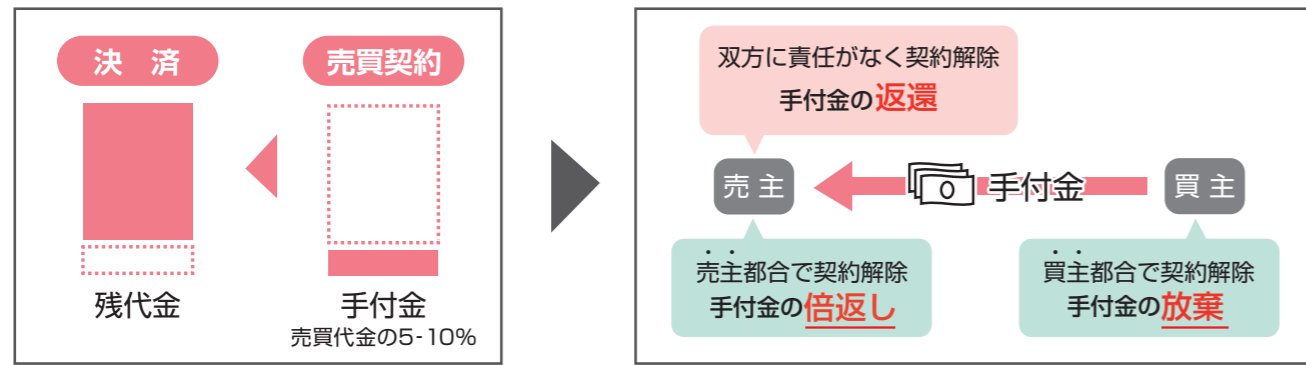 決 済
売買契約
残代金
手付金
売買代金の5-10%
双方に責任がなく契約解除
手付金の返還
売主
手付金
買主
売主都合で契約解除
手付金の倍返し
買主都合で契約解除
手付金の放棄